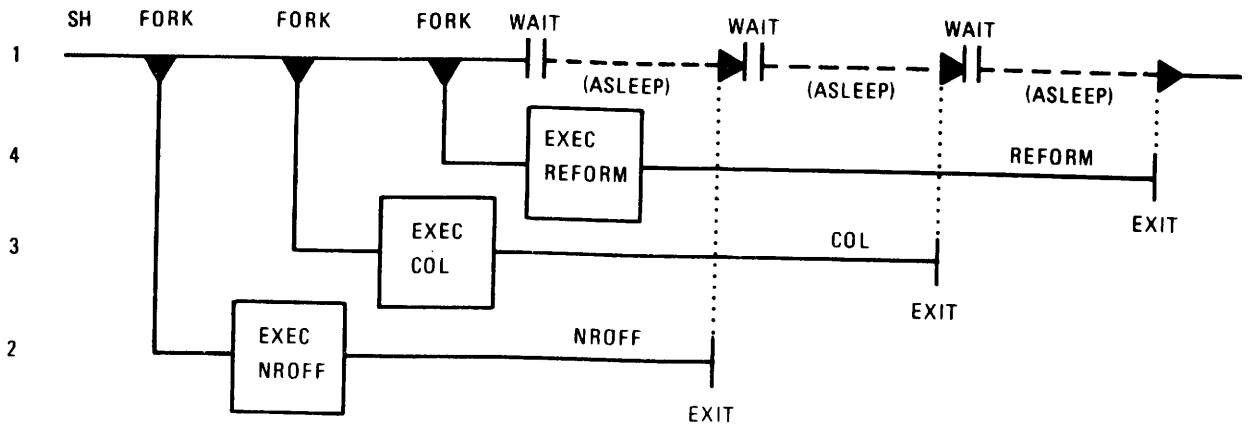 SH FORK FORK FORK WAIT WAIT WAIT
1
(ASLEEP) (ASLEEP) (ASLEEP)
4
EXEC
REFORM
REFORM
EXIT
3
EXEC
COL
COL
EXIT
2
EXEC
NROFF
NROFF
EXIT